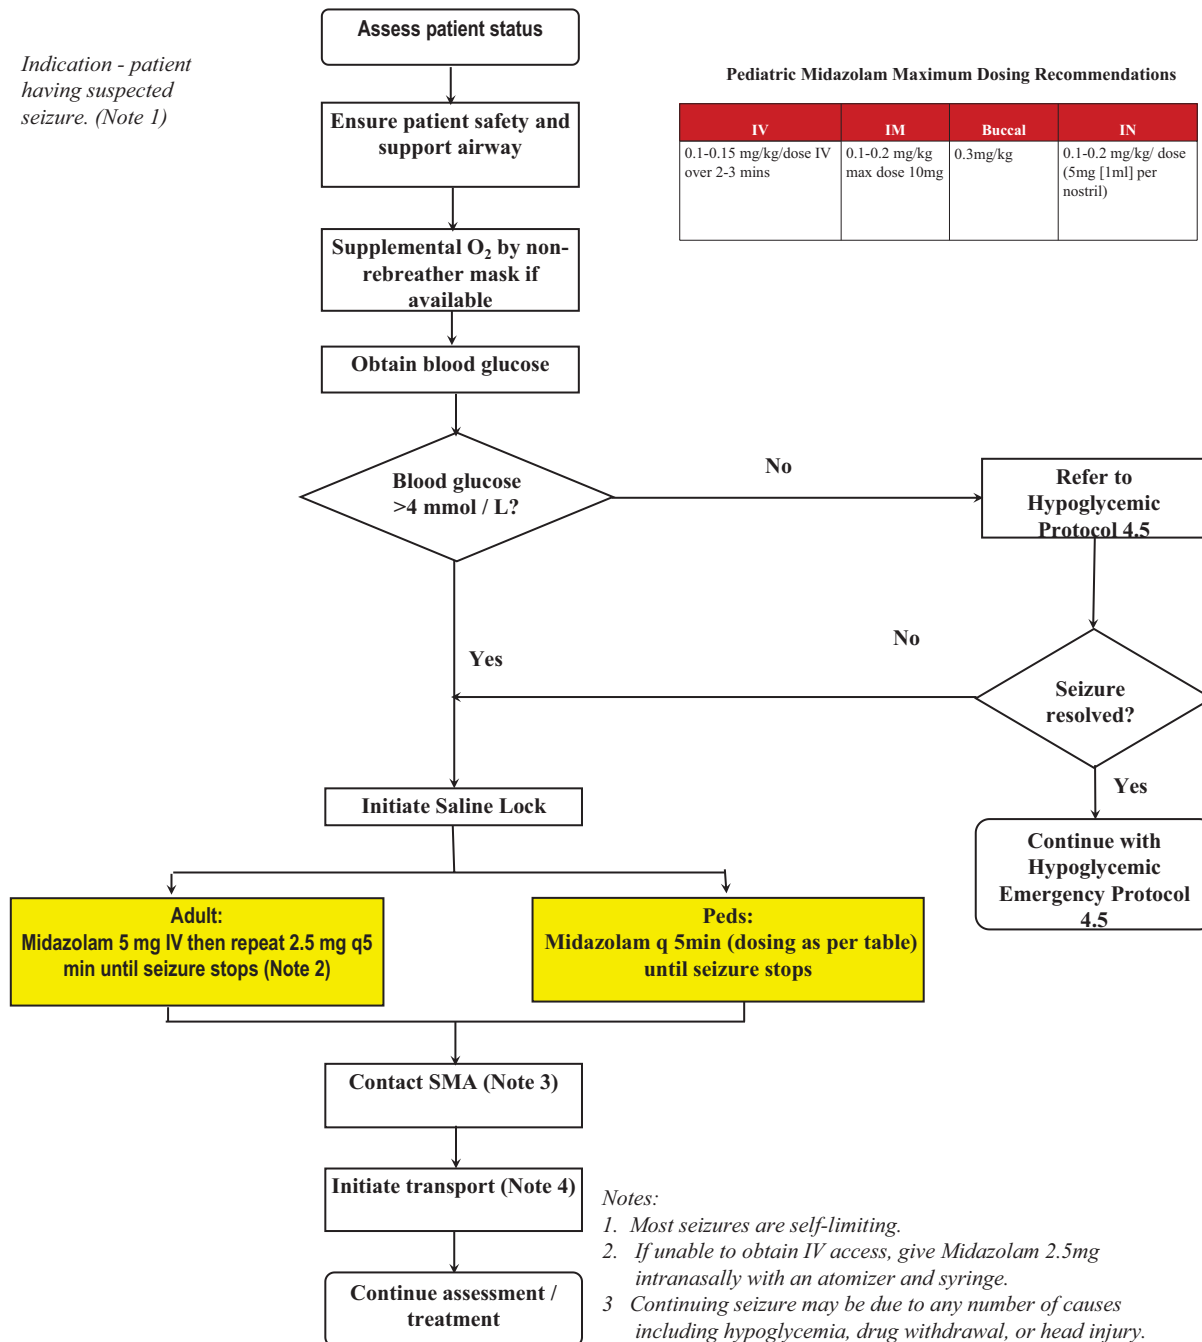 Assess patient status
Indication - patient
having suspected
seizure. (Note 1)
Pediatric Midazolam Maximum Dosing Recommendations
IV
IM
Buccal
IN
0.1-0.15 mg/kg/dose IV
over 2-3 mins
0.1-0.2 mg/kg
max dose 10mg
0.3mg/kg
0.1-0.2 mg/kg/ dose
(5mg [1ml] per
nostril)
Ensure patient safety and
support airway
Supplemental O₂ by non-
rebreather mask if
available
Obtain blood glucose
Blood glucose
>4 mmol / L?
No
Refer to
Hypoglycemic
Protocol 4.5
Yes
No
Seizure
resolved?
Yes
Initiate Saline Lock
Continue with
Hypoglycemic
Emergency Protocol
4.5
Adult:
Midazolam 5 mg IV then repeat 2.5 mg q5
min until seizure stops (Note 2)
Peds:
Midazolam q 5min (dosing as per table)
until seizure stops
Contact SMA (Note 3)
Initiate transport (Note 4)
Continue assessment /
treatment
Notes:
1. Most seizures are self-limiting.
2. If unable to obtain IV access, give Midazolam 2.5mg
intranasally with an atomizer and syringe.
3 Continuing seizure may be due to any number of causes
including hypoglycemia, drug withdrawal, or head injury.